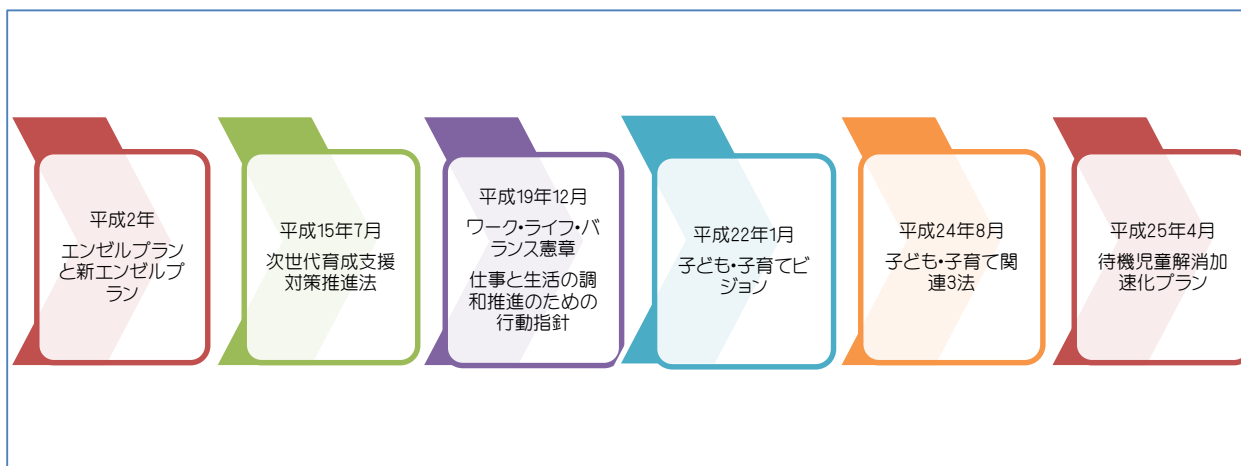 平成2年
エンゼルプラン
と新エンゼルプ
ラン
平成15年7月
次世代育成支援
対策推進法
平成19年12月
ワーク・ライフ・バ
ランス憲章
仕事と生活の調
和推進のための
行動指針
平成22年1月
子ども・子育てビ
ジョン
平成24年8月
子ども・子育て関
連3法
平成25年4月
待機児童解消加
速化プラン